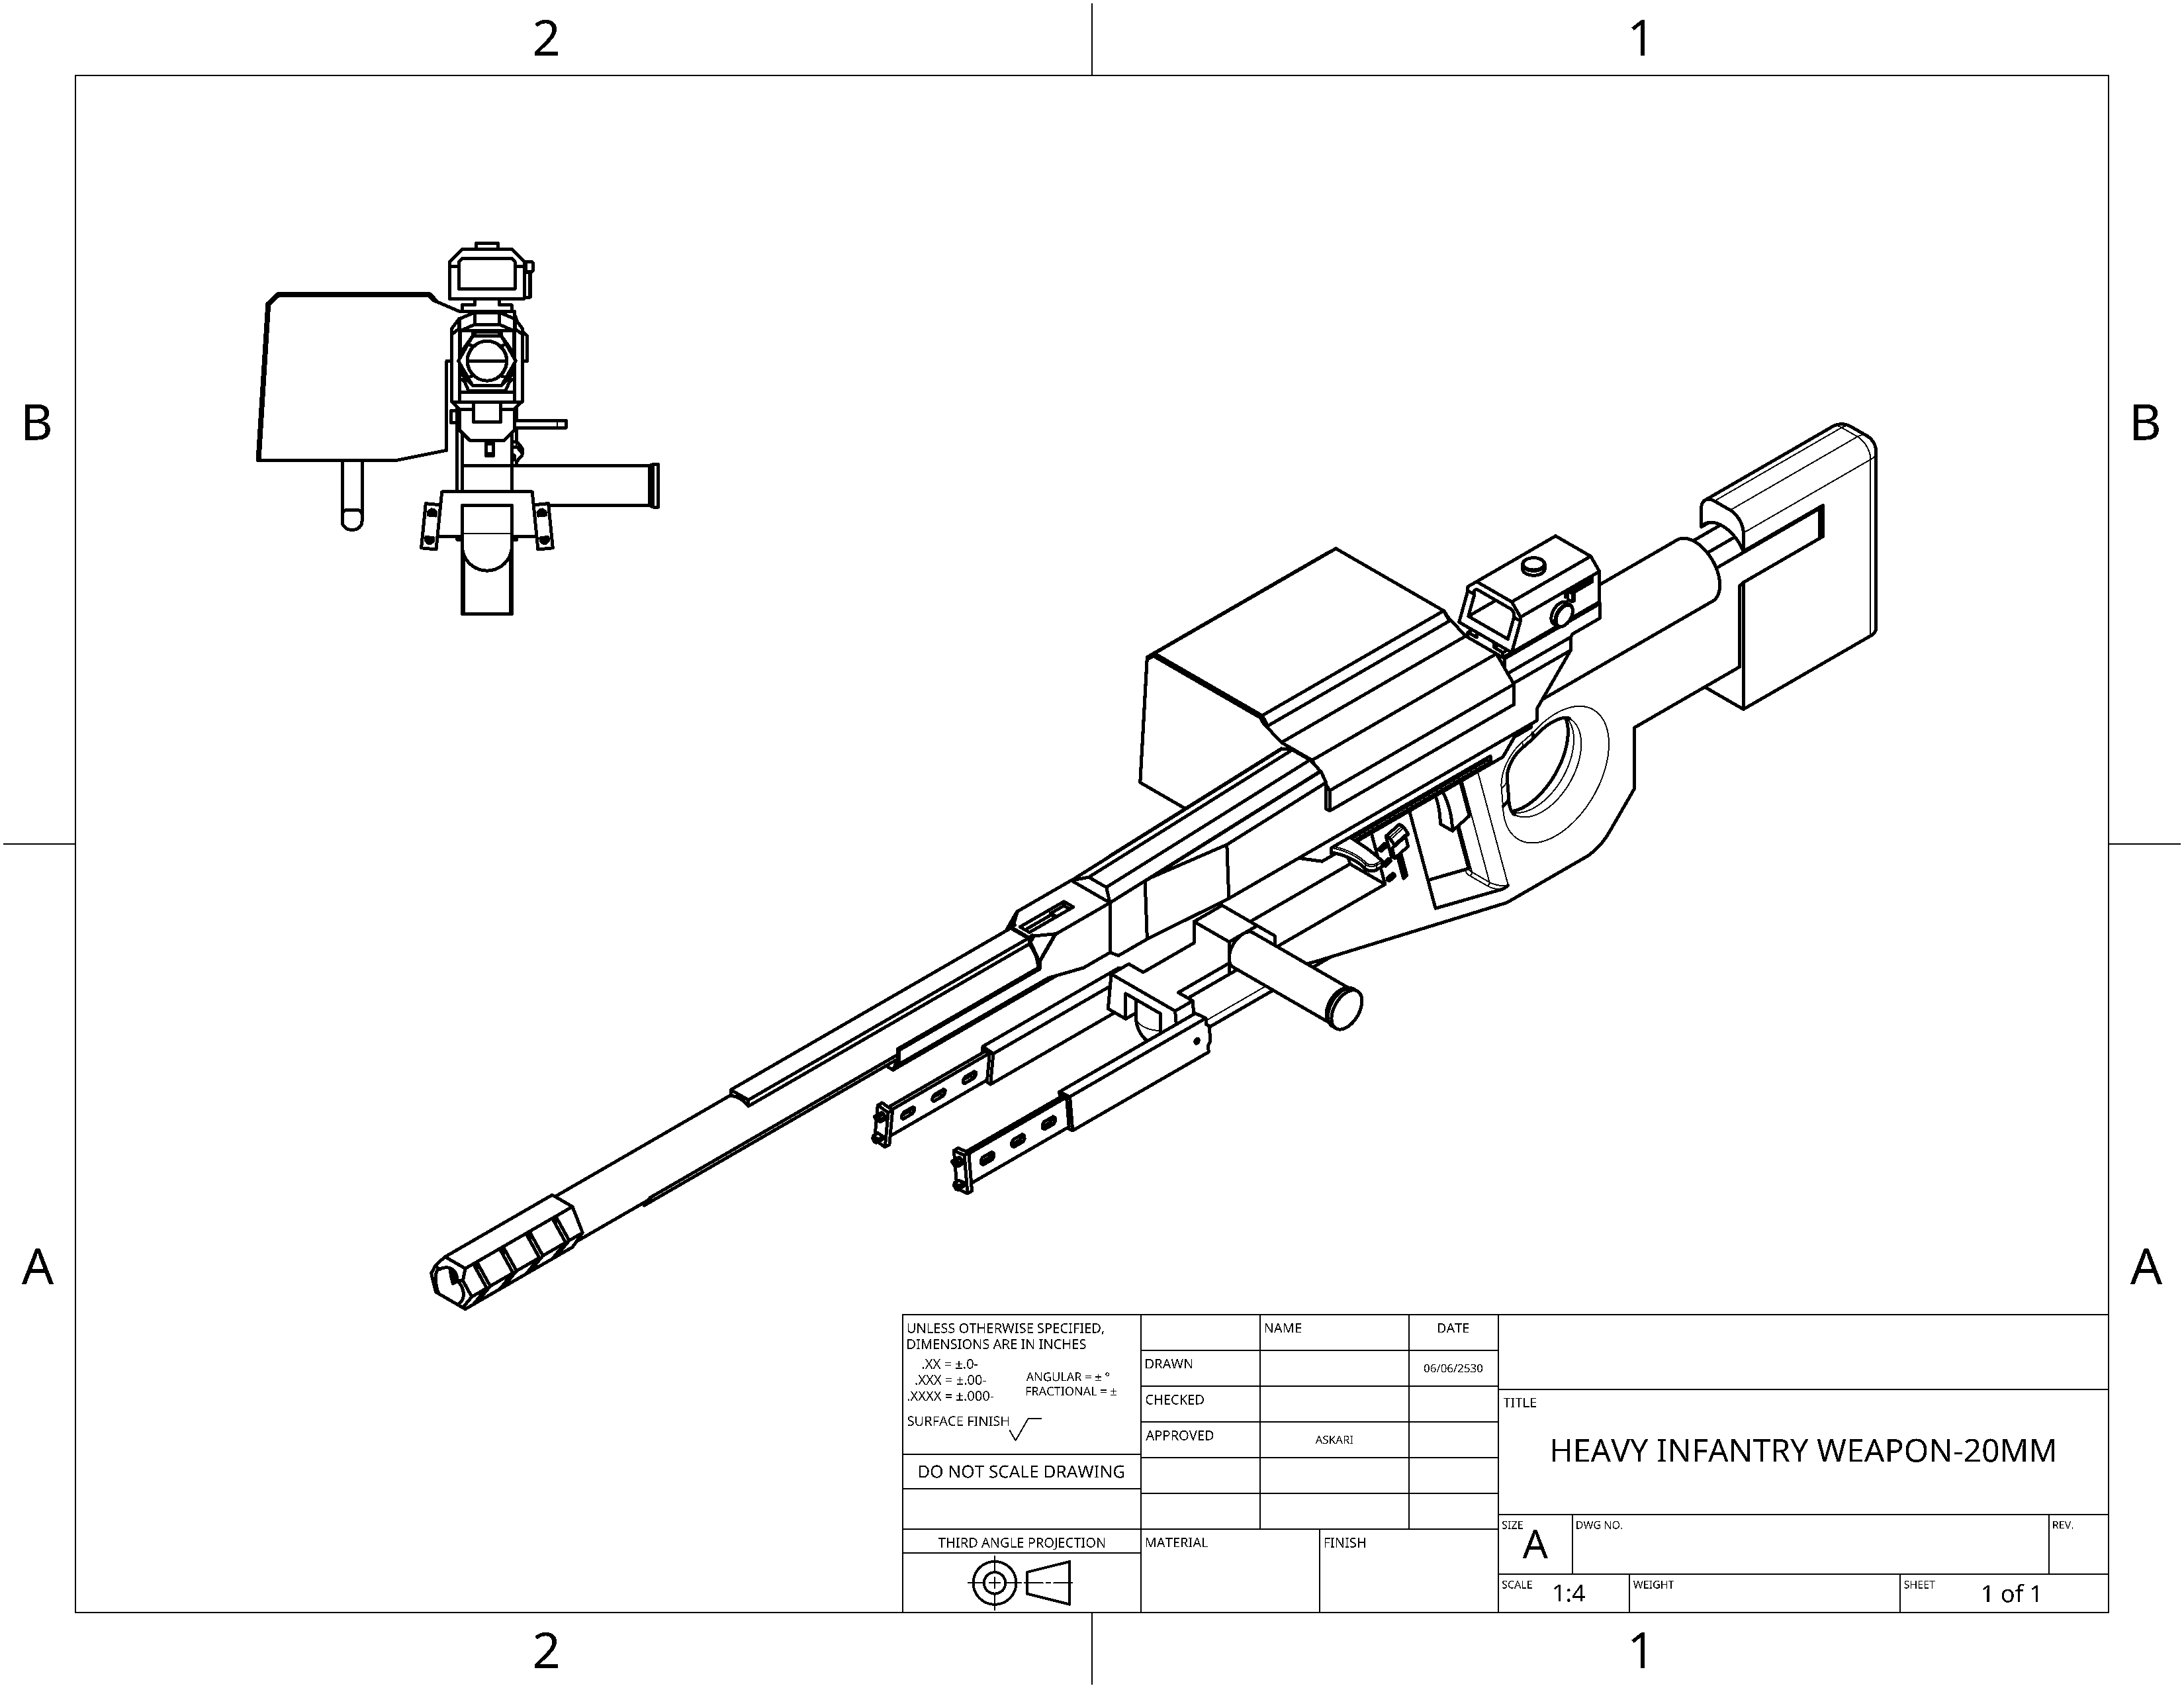 2
1
B
B
A
A
UNLESS OTHERWISE SPECIFIED,
DIMENSIONS ARE IN INCHES
.XX = ±.0-
.XXX = ±.00-
.XXXX = ±.000-
ANGULAR = ± °
FRACTIONAL = ±
SURFACE FINISH
DO NOT SCALE DRAWING
THIRD ANGLE PROJECTION
NAME
DATE
DRAWN
06/06/2530
CHECKED
APPROVED
ASKARI
MATERIAL
FINISH
TITLE
HEAVY INFANTRY WEAPON-20MM
SIZE
A
DWG NO.
REV.
SCALE
1:4
WEIGHT
SHEET
1 of 1
2
1